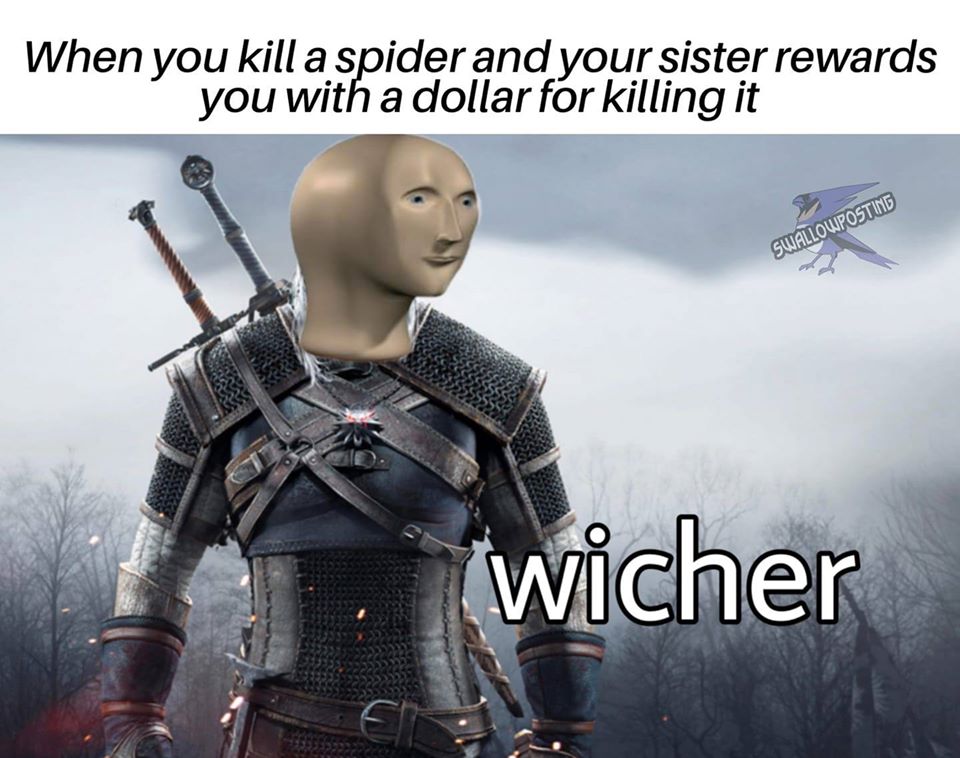 When you kill a spider and your sister rewards
you with a dollar for killing it
SWALLOWPOSTING
wicher